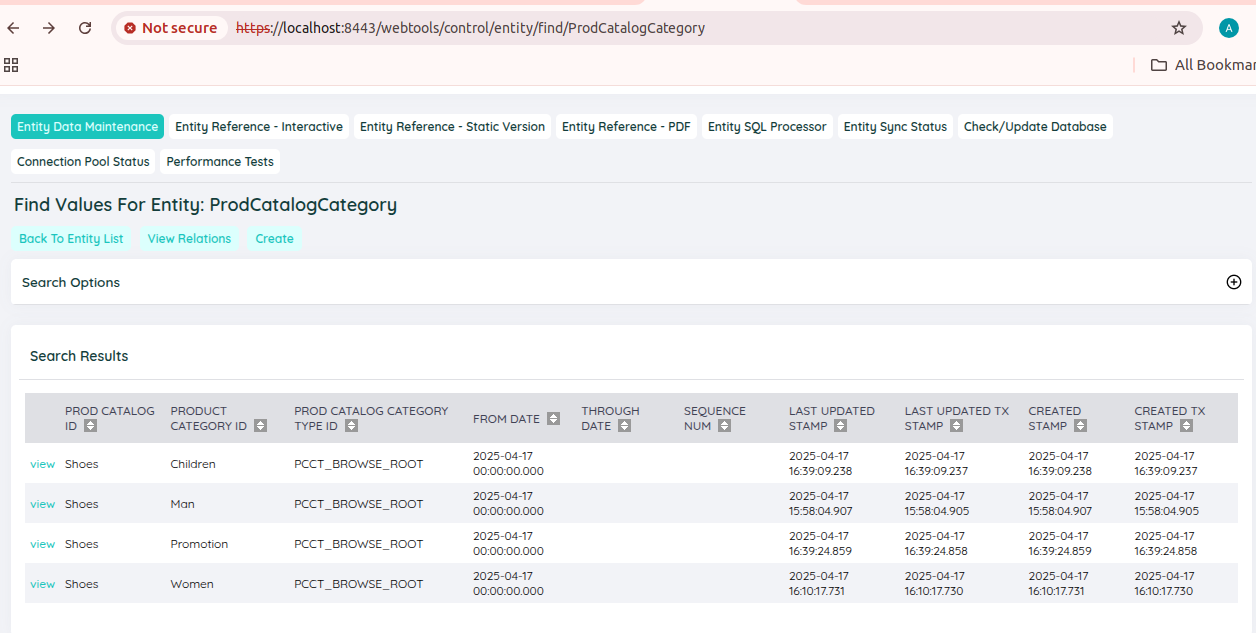 Not secure https://localhost:8443/webtools/control/entity/find/ProdCatalogCategory A
All Bookmar
Entity Data Maintenance Entity Reference - Interactive Entity Reference - Static Version Entity Reference - PDF Entity SQL Processor Entity Sync Status Check/Update Database
Connection Pool Status Performance Tests
Find Values For Entity: ProdCatalogCategory
Back To Entity List View Relations Create
Search Options
Search Results
PROD CATALOG ID PRODUCT CATEGORY ID PROD CATALOG CATEGORY TYPE ID FROM DATE THROUGH DATE SEQUENCE NUM LAST UPDATED STAMP LAST UPDATED TX STAMP CREATED STAMP CREATED TX STAMP
view Shoes Children PCCT_BROWSE_ROOT 2025-04-17 00:00:00.000 2025-04-17 16:39:09.238 2025-04-17 16:39:09.237 2025-04-17 16:39:09.238 2025-04-17 16:39:09.237
view Shoes Man PCCT_BROWSE_ROOT 2025-04-17 00:00:00.000 2025-04-17 15:58:04.907 2025-04-17 15:58:04.905 2025-04-17 15:58:04.907 2025-04-17 15:58:04.905
view Shoes Promotion PCCT_BROWSE_ROOT 2025-04-17 00:00:00.000 2025-04-17 16:39:24.859 2025-04-17 16:39:24.858 2025-04-17 16:39:24.859 2025-04-17 16:39:24.858
view Shoes Women PCCT_BROWSE_ROOT 2025-04-17 00:00:00.000 2025-04-17 16:10:17.731 2025-04-17 16:10:17.730 2025-04-17 16:10:17.731 2025-04-17 16:10:17.730